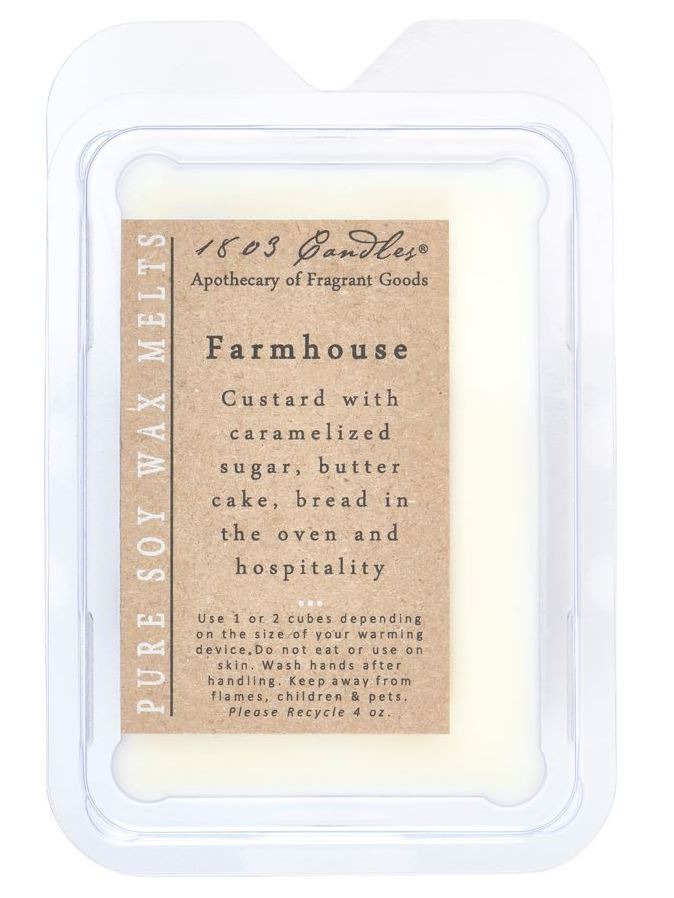 1803 Candles®
Apothecary of Fragrant Goods
PURE SOY WAX MELTS
Farmhouse
Custard with
caramelized
sugar, butter
cake, bread in
the oven and
hospitality
...
Use 1 or 2 cubes depending
on the size of your warming
device.Do not eat or use on
skin. Wash hands after
handling. Keep away from
flames, children & pets.
Please Recycle 4 oz.